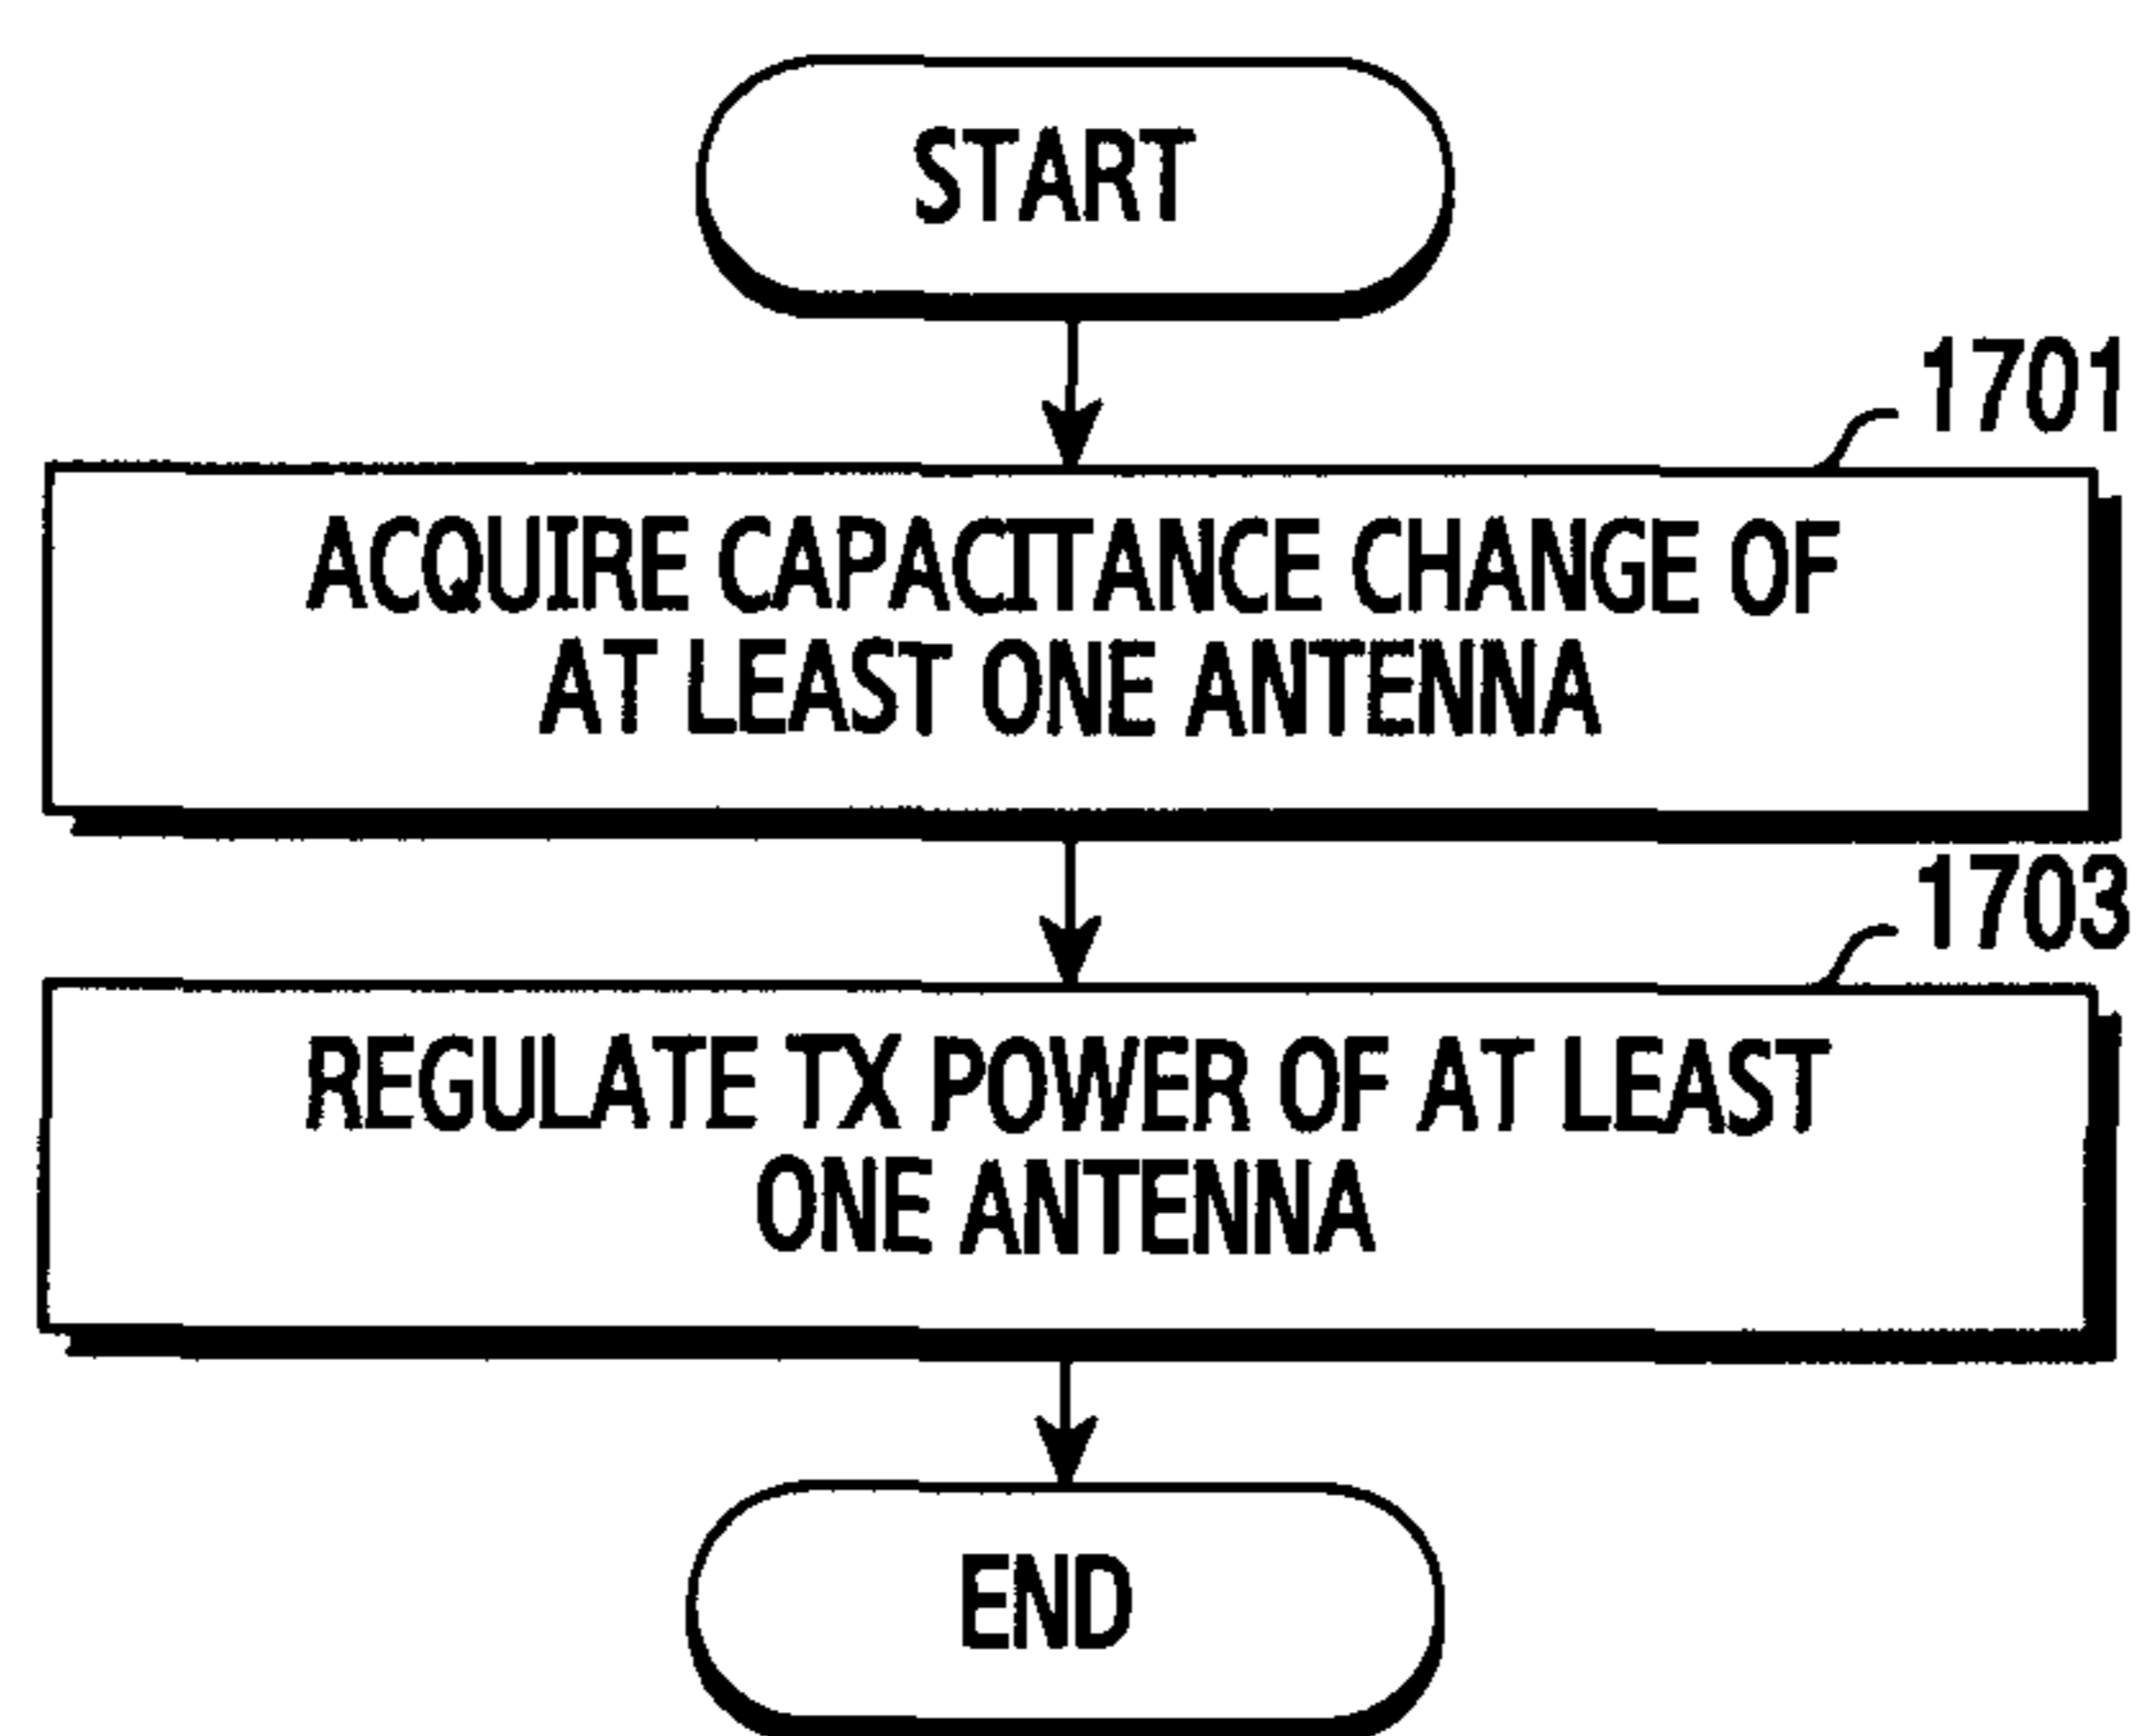 START
1701
ACQUIRE CAPACITANCE CHANGE OF
AT LEAST ONE ANTENNA
1703
REGULATE TX POWER OF AT LEAST
ONE ANTENNA
END